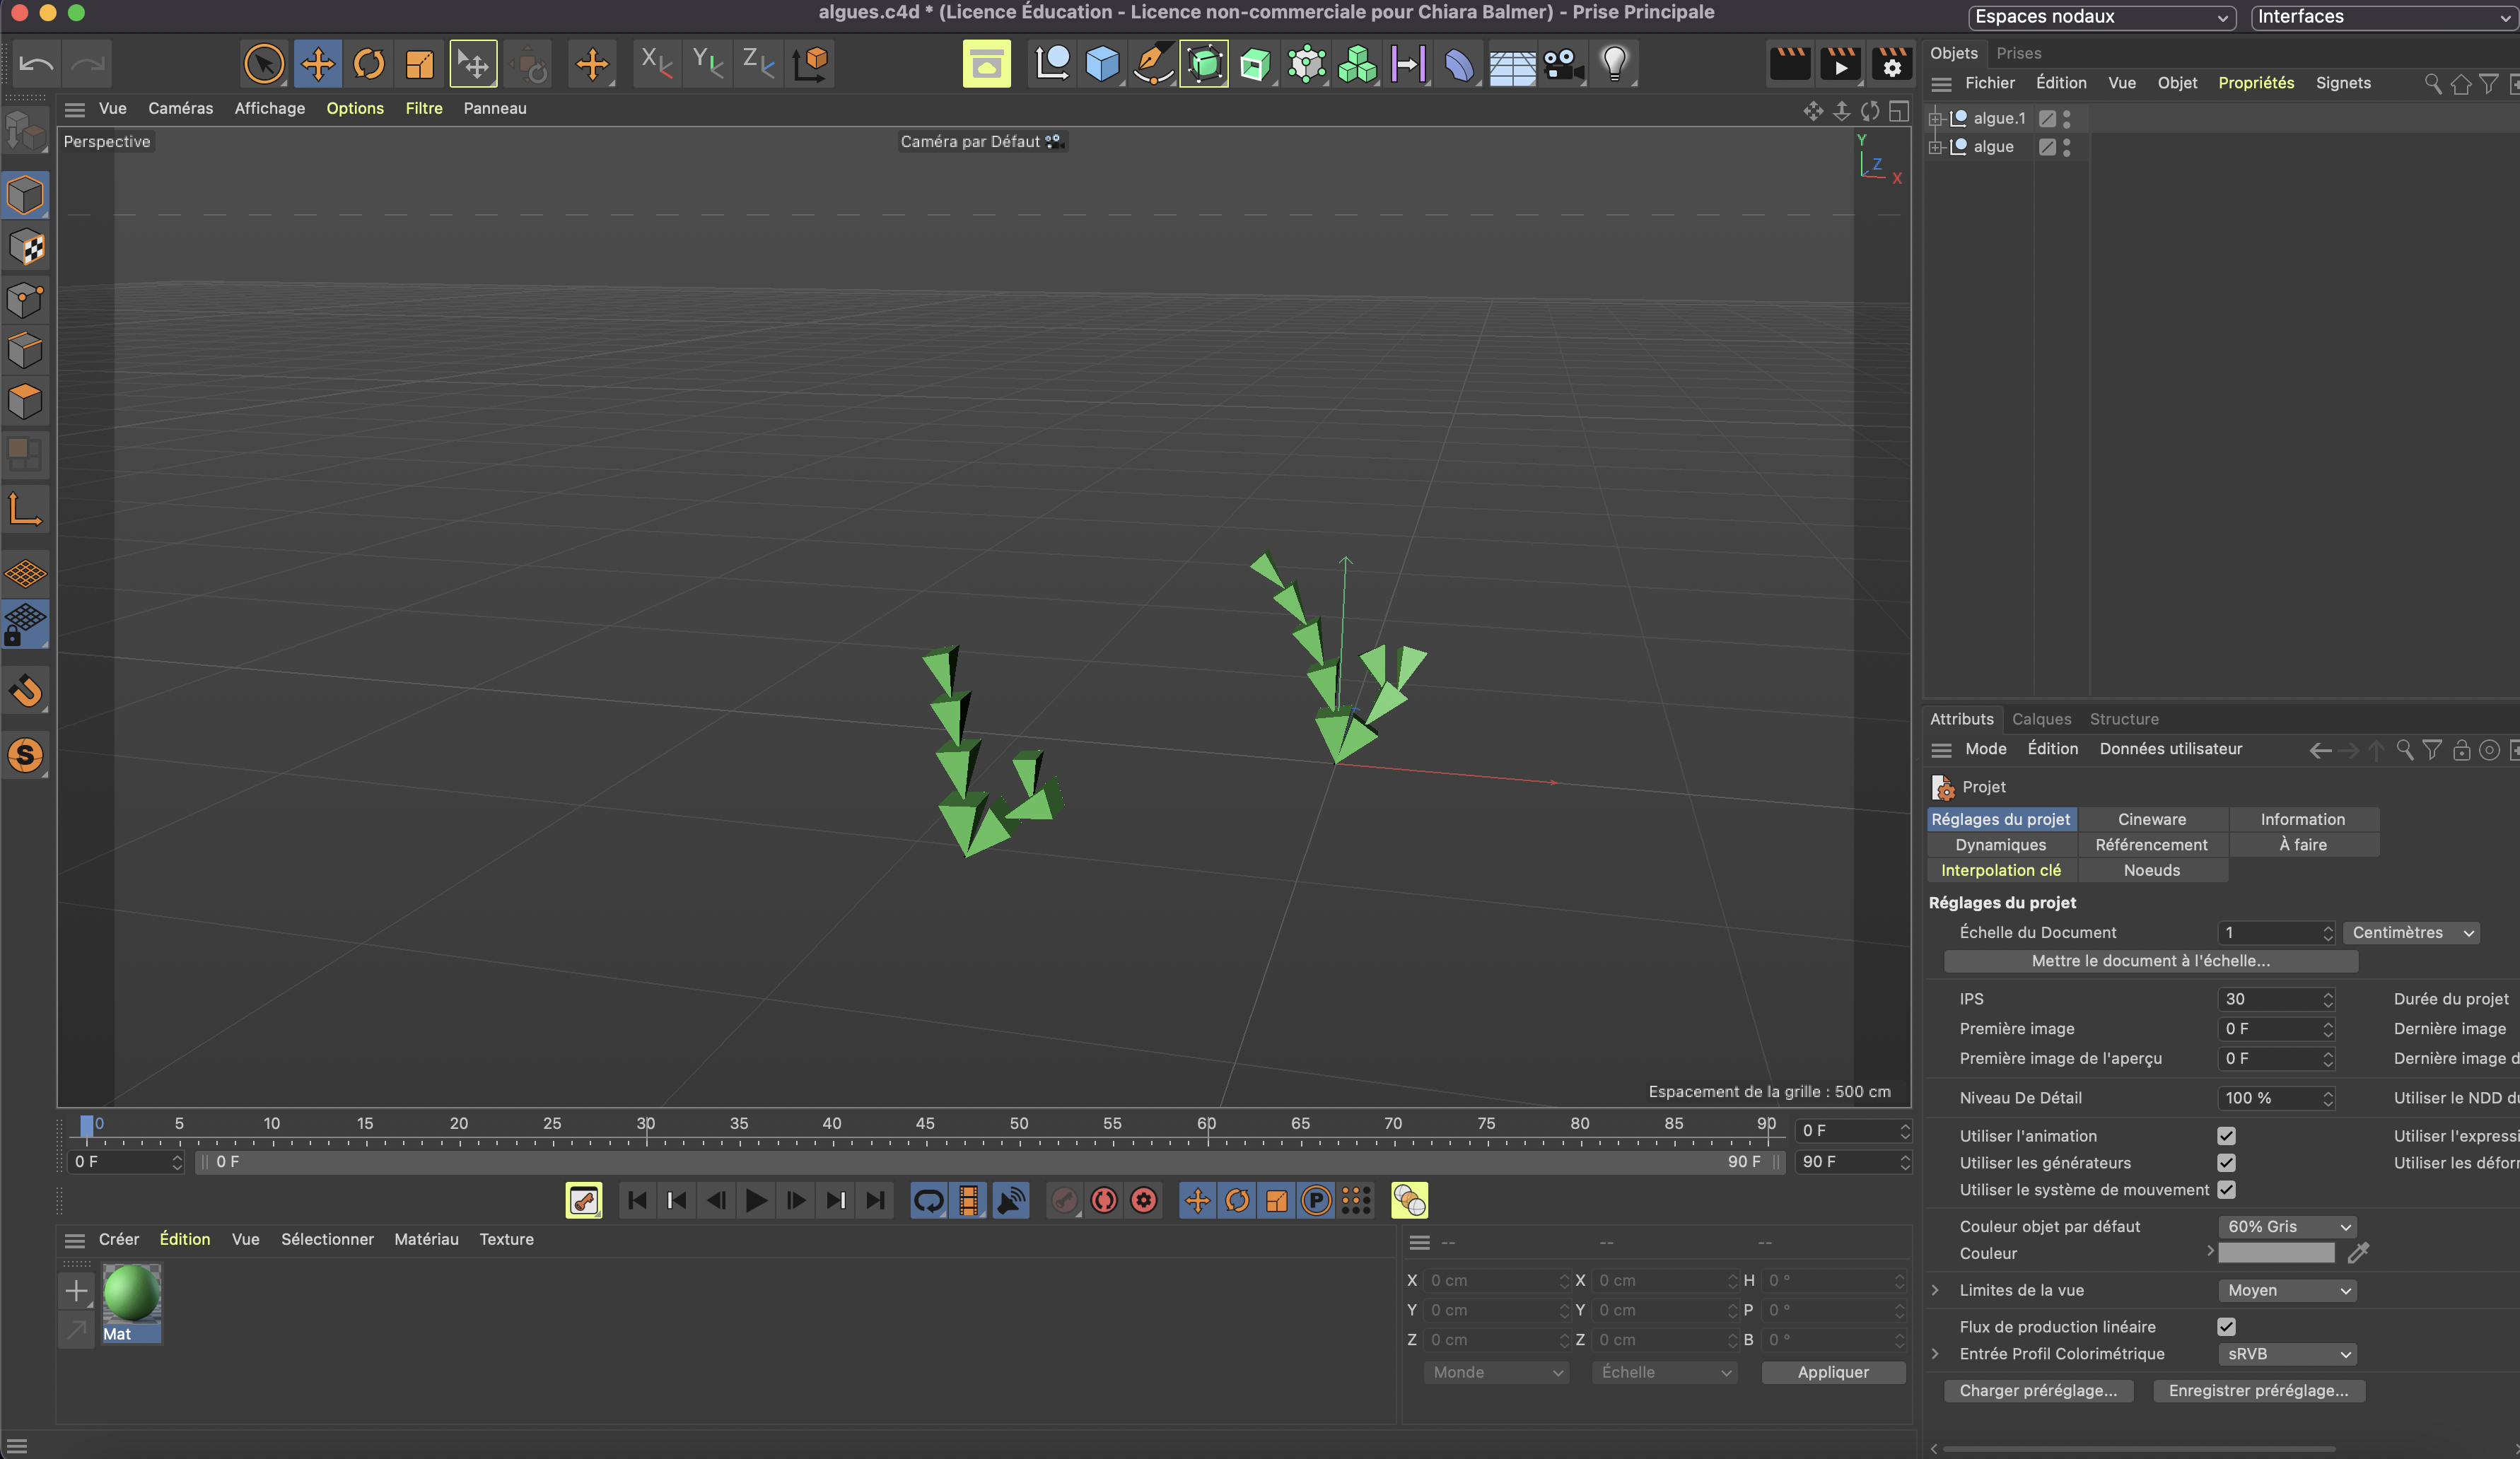 algues.c4d * (Licence Éducation - Licence non-commerciale pour Chiara Balmer) - Prise Principale
Espaces nodaux
Interfaces
X
Y
Z
Vue
Caméras
Affichage
Options
Filtre
Panneau
Perspective
Caméra par Défaut
Y
Z
X
Espacement de la grille : 500 cm
S
0 5 10 15 20 25 30 35 40 45 50 55 60 65 70 75 80 85 90
0 F
0 F
0 F
90 F
90 F
P
Créer
Édition
Vue
Sélectionner
Matériau
Texture
Mat
-- -- --
X 0 cm X 0 cm H 0 °
Y 0 cm Y 0 cm P 0 °
Z 0 cm Z 0 cm B 0 °
Monde
Échelle
Appliquer
Objets
Prises
Fichier
Édition
Vue
Objet
Propriétés
Signets
algue.1
algue
Attributs
Calques
Structure
Mode
Édition
Données utilisateur
Projet
Réglages du projet
Cineware
Information
Dynamiques
Référencement
À faire
Interpolation clé
Noeuds
Réglages du projet
Échelle du Document 1 Centimètres
Mettre le document à l'échelle...
IPS 30 Durée du projet
Première image 0 F Dernière image
Première image de l'aperçu 0 F Dernière image d
Niveau De Détail 100 % Utiliser le NDD du
Utiliser l'animation Utiliser l'expressi
Utiliser les générateurs Utiliser les défor
Utiliser le système de mouvement
Couleur objet par défaut 60% Gris
Couleur
Limites de la vue Moyen
Flux de production linéaire
Entrée Profil Colorimétrique sRVB
Charger préréglage...
Enregistrer préréglage...